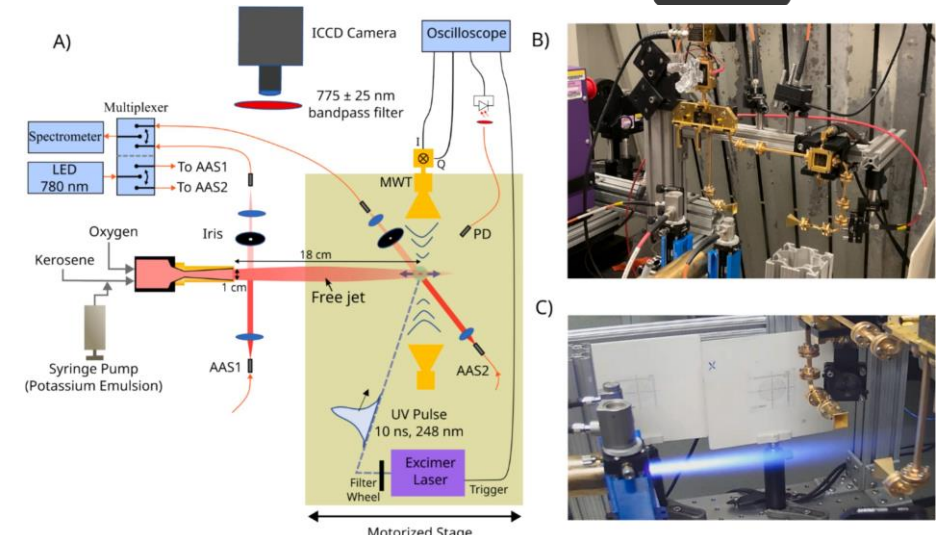 A)
ICCD Camera
775 ± 25 nm
bandpass filter
Oscilloscope
B)
Multiplexer
Spectrometer
LED
780 nm
To AAS1
To AAS2
I
Q
MWT
PD
Iris
Oxygen
Kerosene
18 cm
1 cm
Free jet
Syringe Pump
(Potassium Emulsion)
AAS1
AAS2
C)
UV Pulse
10 ns, 248 nm
Excimer
Laser
Filter
Wheel
Trigger
Motorized Stage
X